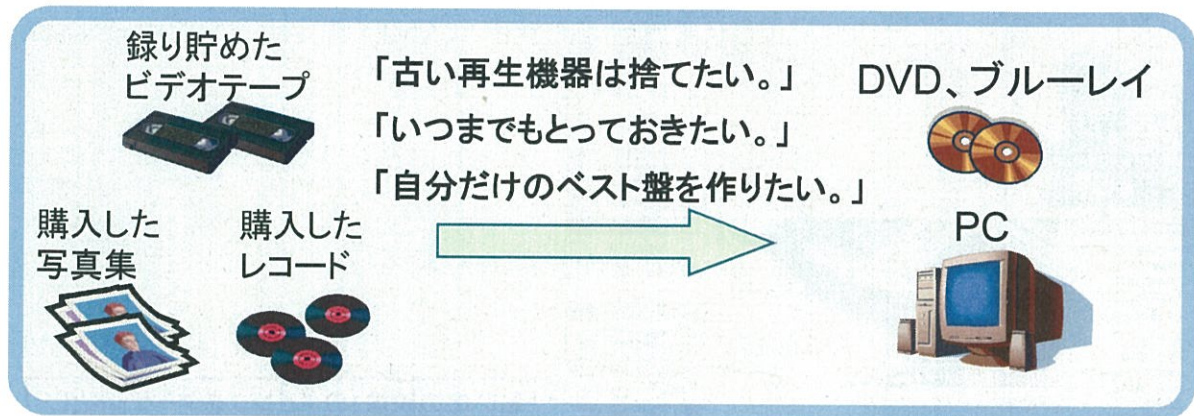 録り貯めた
ビデオテープ
「古い再生機器は捨てたい。」
「いつまでもとっておきたい。」
「自分だけのベスト盤を作りたい。」
DVD、ブルーレイ
購入した
写真集
購入した
レコード
PC